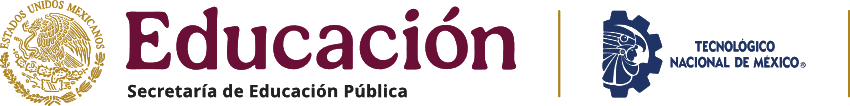 ESTADOS UNIDOS MEXICANOS
Educación
Secretaría de Educación Pública
TECNOLÓGICO
NACIONAL DE MÉXICO®